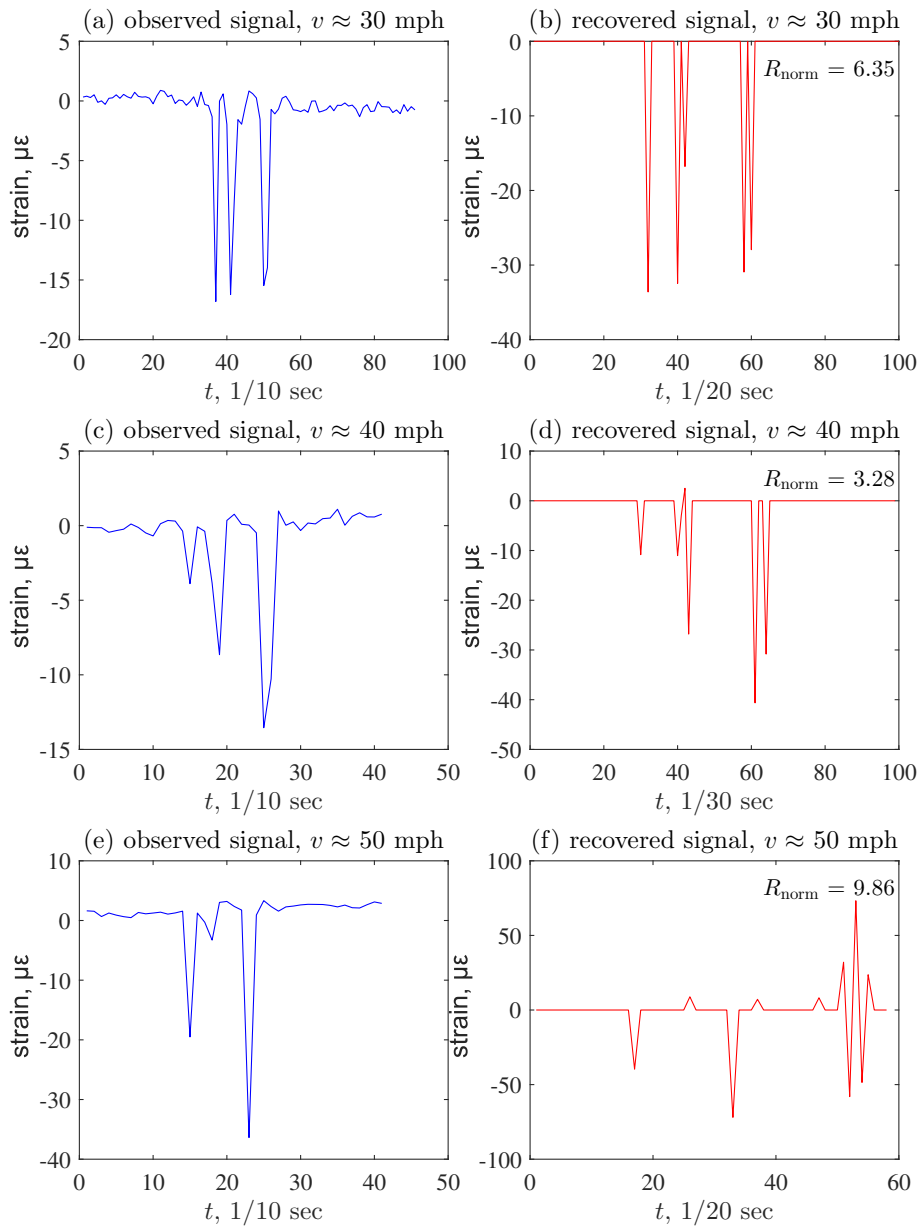 (a) observed signal, v ≈ 30 mph
5
0
-5
-10
-15
-20
strain, µε
0 20 40 60 80 100
t, 1/10 sec
(b) recovered signal, v ≈ 30 mph
R_norm = 6.35
0
-10
-20
-30
-40
strain, µε
0 20 40 60 80 100
t, 1/20 sec
(c) observed signal, v ≈ 40 mph
5
0
-5
-10
-15
strain, µε
0 10 20 30 40 50
t, 1/10 sec
(d) recovered signal, v ≈ 40 mph
R_norm = 3.28
10
0
-10
-20
-30
-40
-50
strain, µε
0 20 40 60 80 100
t, 1/30 sec
(e) observed signal, v ≈ 50 mph
10
0
-10
-20
-30
-40
strain, µε
0 10 20 30 40 50
t, 1/10 sec
(f) recovered signal, v ≈ 50 mph
R_norm = 9.86
100
50
0
-50
-100
strain, µε
0 20 40 60
t, 1/20 sec